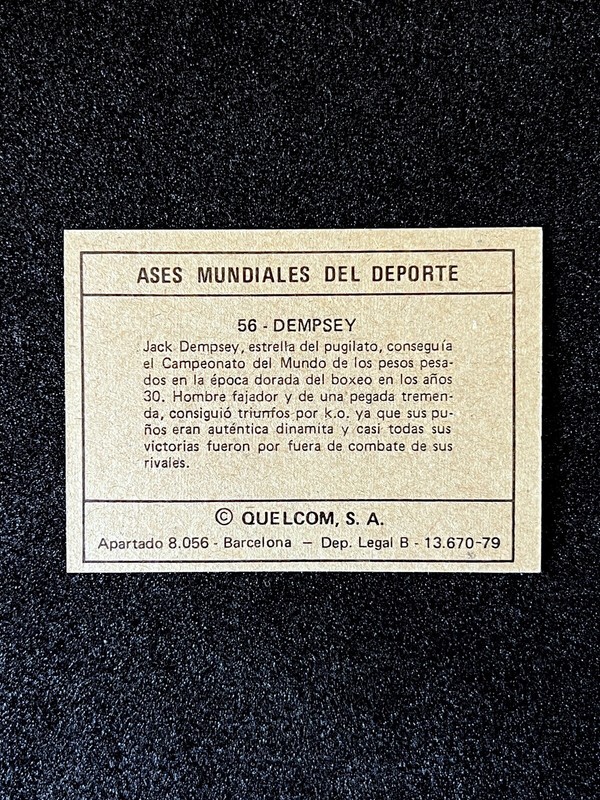 ASES MUNDIALES DEL DEPORTE
56 - DEMPSEY
Jack Dempsey, estrella del pugilato, conseguía
el Campeonato del Mundo de los pesos pesa-
dos en la época dorada del boxeo en los años
30. Hombre fajador y de una pegada tremen-
da, consiguió triunfos por k.o. ya que sus pu-
ños eran auténtica dinamita y casi todas sus
victorias fueron por fuera de combate de sus
rivales.
© QUELCOM, S. A.
Apartado 8.056 - Barcelona — Dep. Legal B - 13.670-79